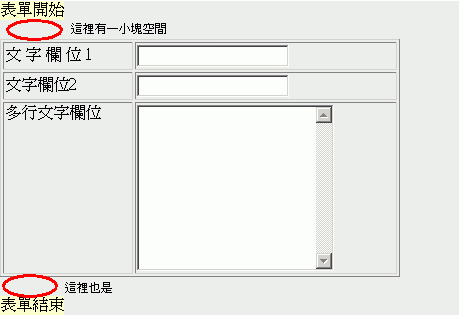 表單開始
這裡有一小塊空間
文字欄位1
文字欄位2
多行文字欄位
這裡也是
表單結束